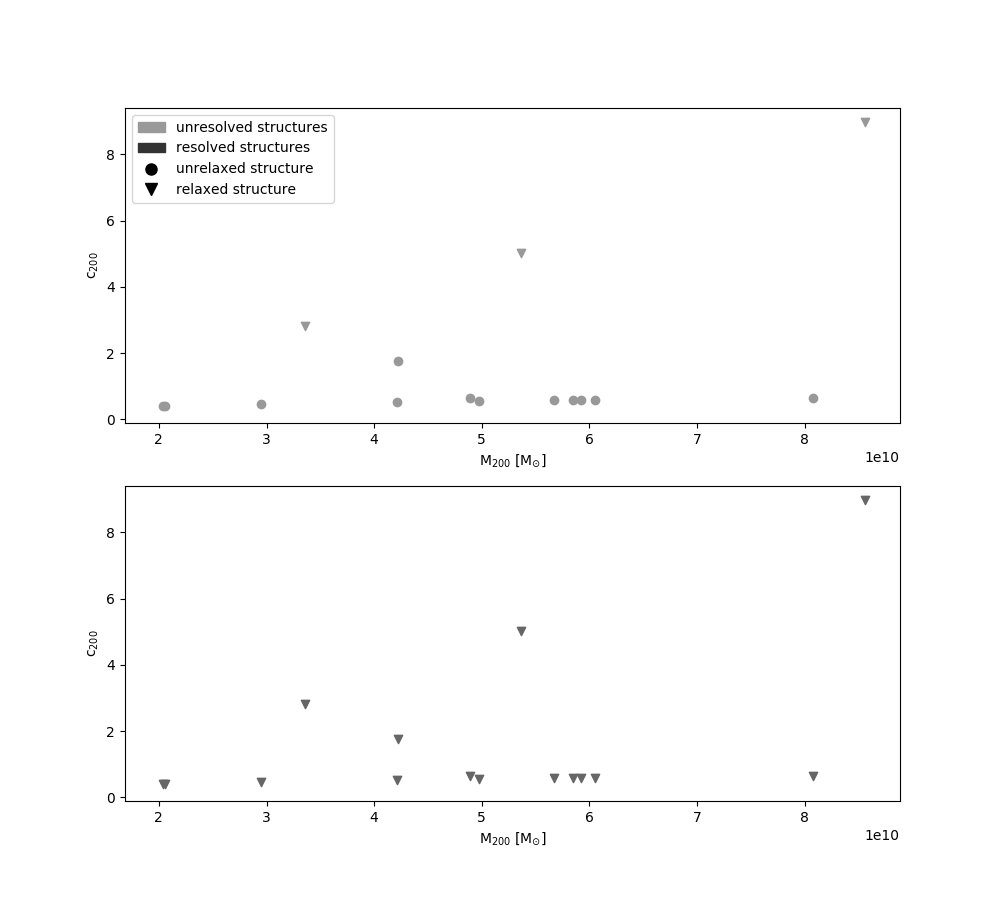 unresolved structures
resolved structures
unrelaxed structure
relaxed structure
8
6
4
2
0
c200
2 3 4 5 6 7 8
1e10
M200 [M⊙]
8
6
4
2
0
c200
2 3 4 5 6 7 8
1e10
M200 [M⊙]